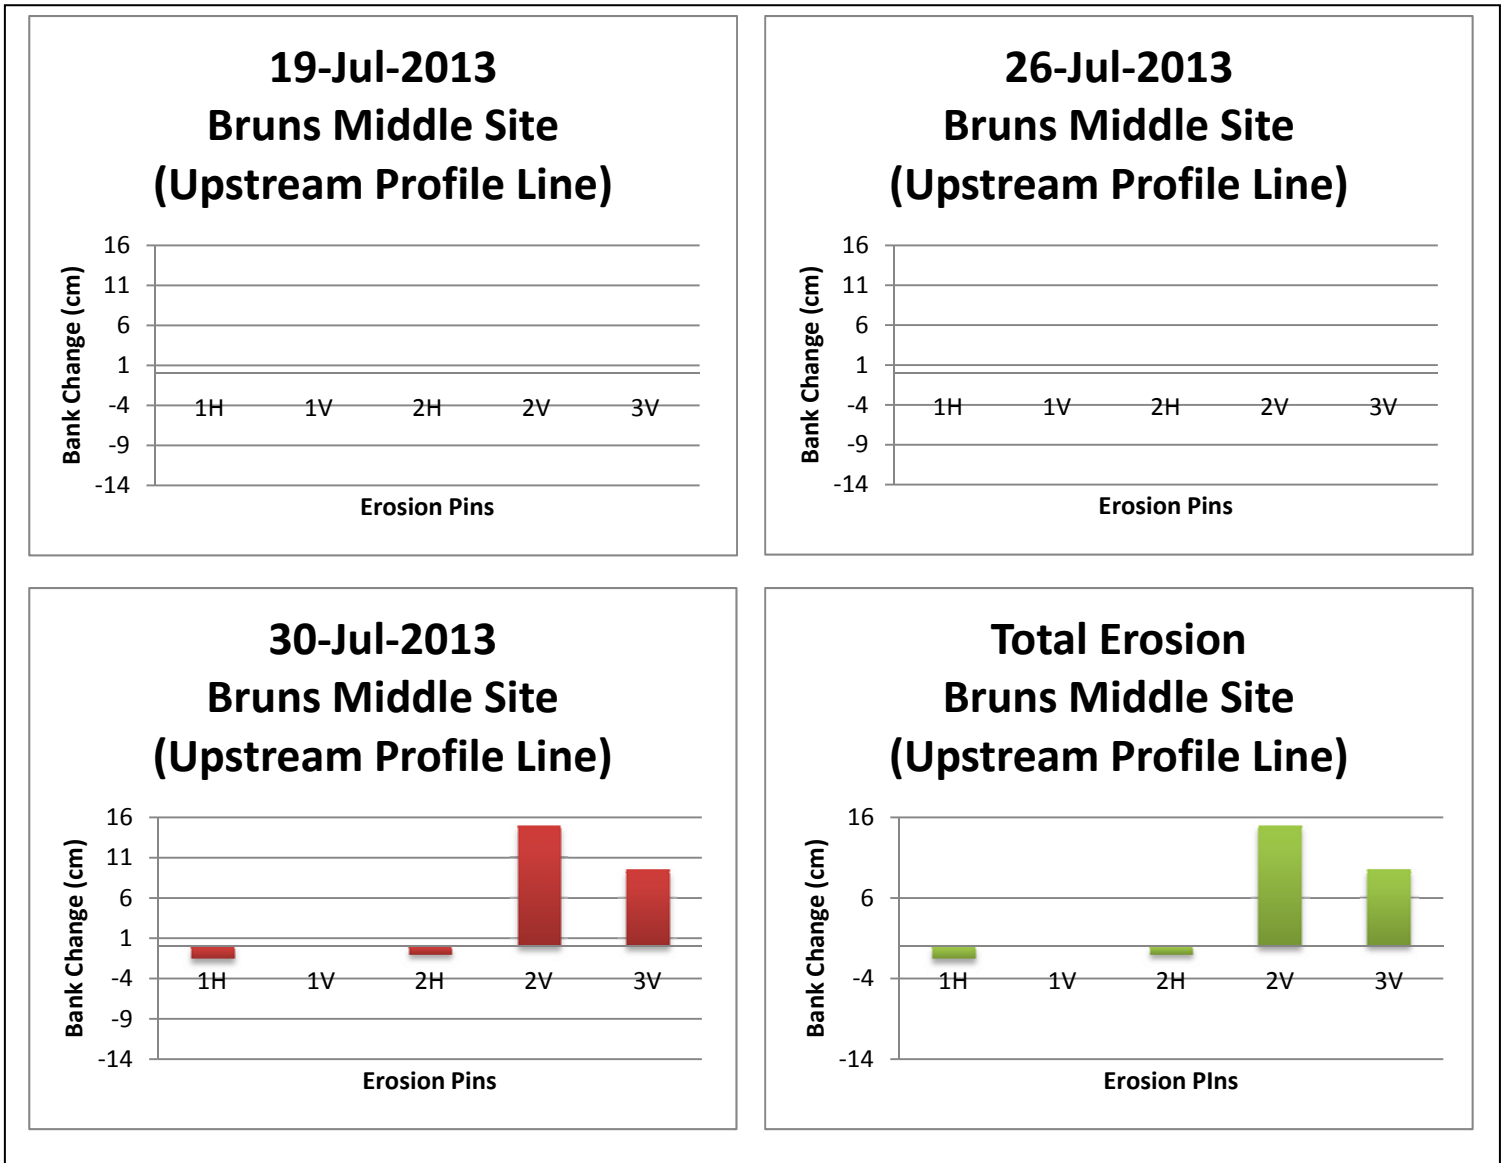 19-Jul-2013
Bruns Middle Site
(Upstream Profile Line)
16
11
6
1
-4
-9
-14
Bank Change (cm)
1H 1V 2H 2V 3V
Erosion Pins
26-Jul-2013
Bruns Middle Site
(Upstream Profile Line)
16
11
6
1
-4
-9
-14
Bank Change (cm)
1H 1V 2H 2V 3V
Erosion Pins
30-Jul-2013
Bruns Middle Site
(Upstream Profile Line)
16
11
6
1
-4
-9
-14
Bank Change (cm)
1H 1V 2H 2V 3V
Erosion Pins
Total Erosion
Bruns Middle Site
(Upstream Profile Line)
16
6
-4
-14
Bank Change (cm)
1H 1V 2H 2V 3V
Erosion PIns